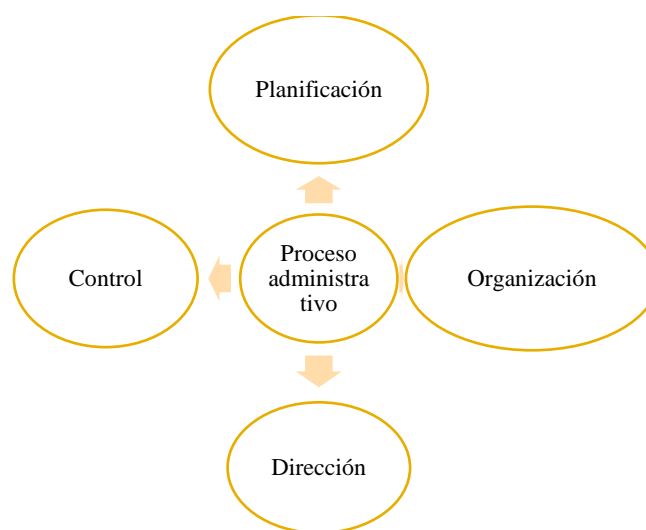 Planificación
Control
Proceso
administra
tivo
Organización
Dirección